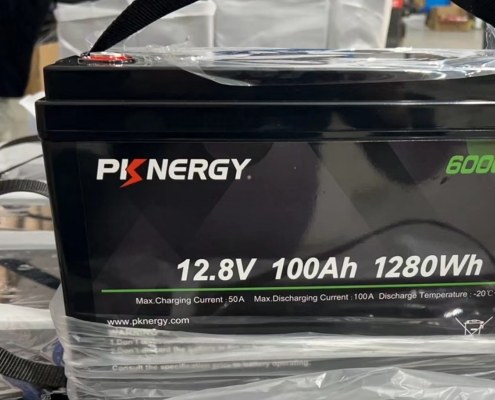 PKNERGY®
600
12.8V 100Ah 1280Wh
Max.Charging Current : 50A Max.Discharging Current : 100A Discharge Temperature : -20°C
www.pknergy.com